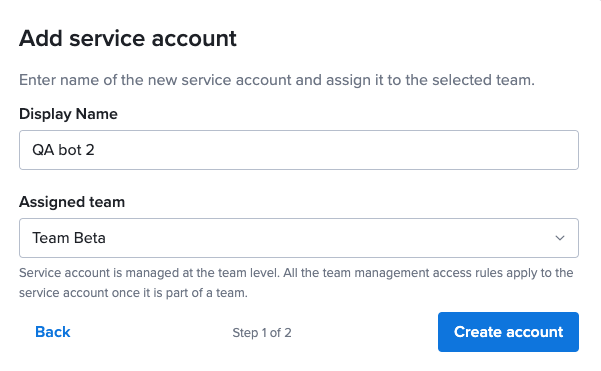 Add service account
Enter name of the new service account and assign it to the selected team.
Display Name
QA bot 2
Assigned team
Team Beta
Service account is managed at the team level. All the team management access rules apply to the
service account once it is part of a team.
Back
Step 1 of 2
Create account